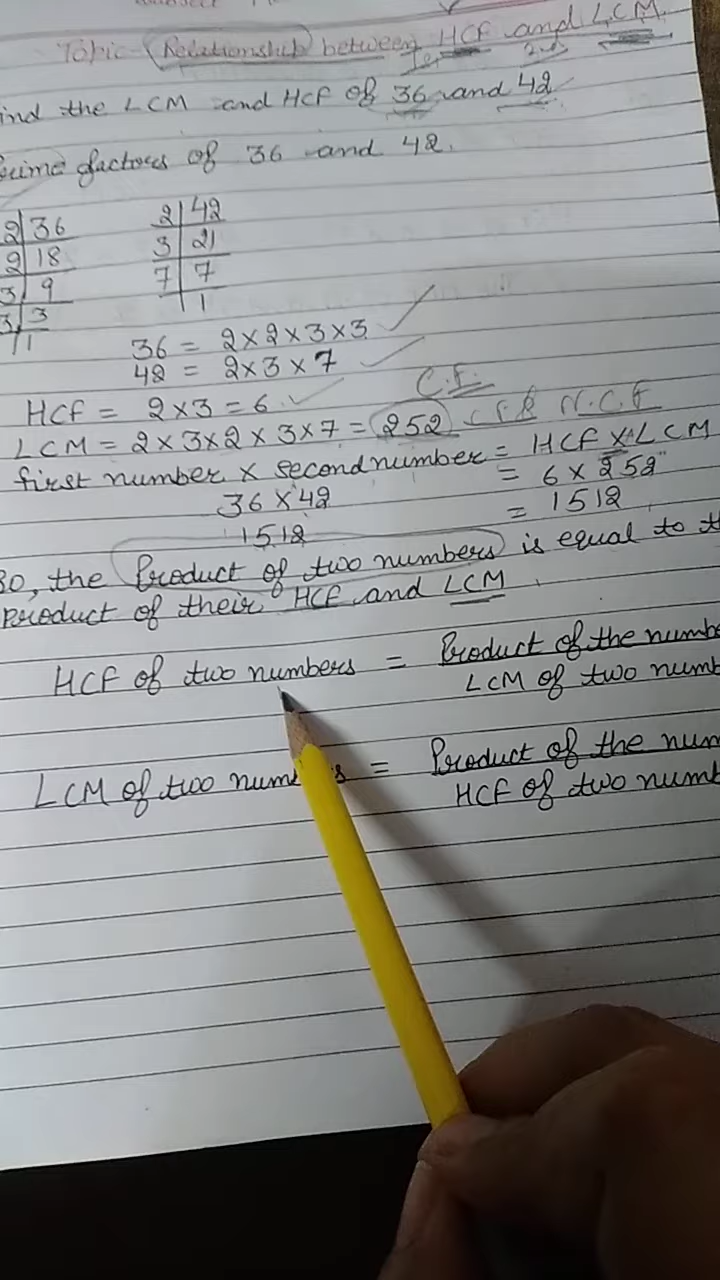 Topic - Relationship between HCF and LCM
ind the LCM and HCF of 36 and 42
rime factors of 36 and 42.
2 36 2 42
2 18 3 21
3 9 7 7
3 3 1
1
36 = 2×2×3×3
42 = 2×3×7
C.F.
HCF = 2×3 = 6
LCM = 2×3×2×3×7 = 252 N.C.F
first number × second number = HCF × LCM
36 × 42 = 6 × 252
1512 = 1512
so, the Product of two numbers is equal to th
Product of their HCF and LCM
HCF of two numbers = Product of the numbe
LCM of two numb
LCM of two num s = Product of the num
HCF of two numb